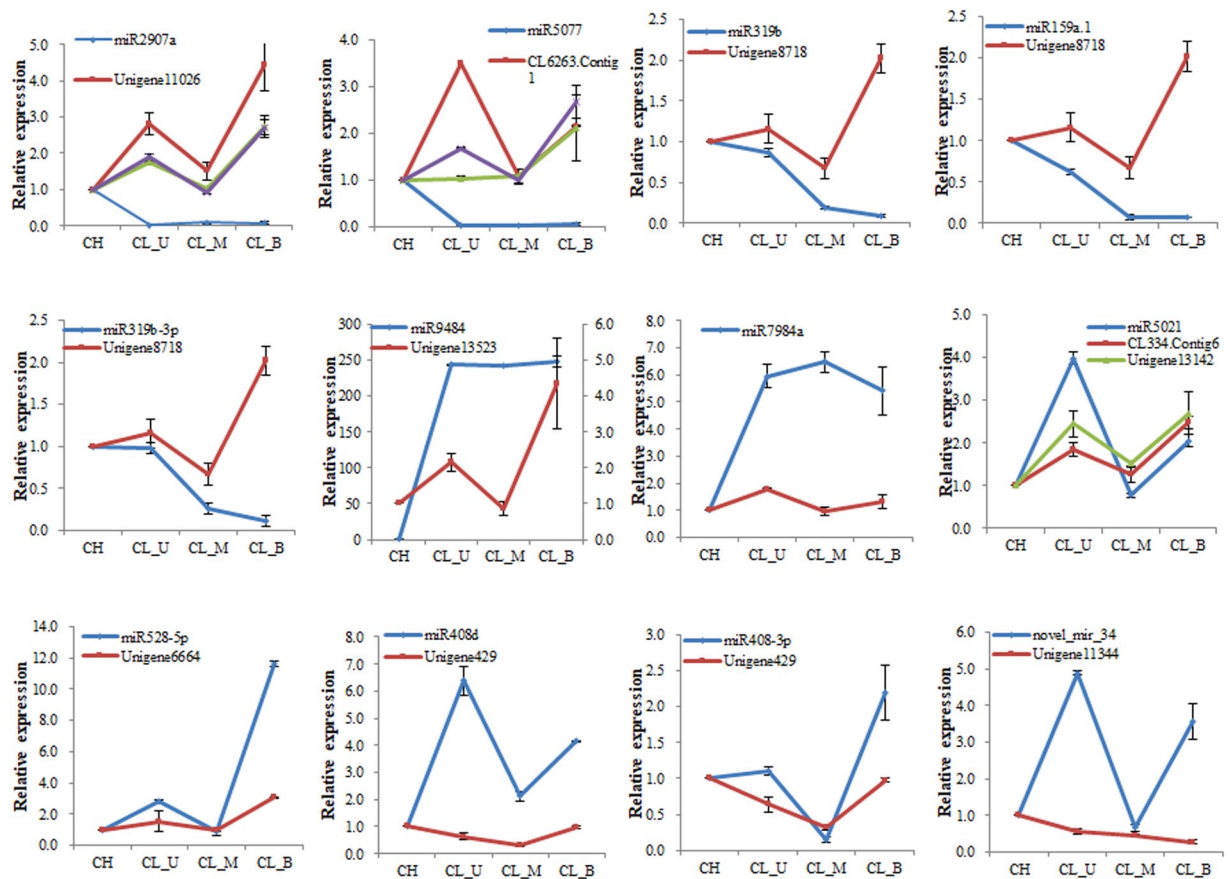 miR2907a
Unigene11026
Relative expression
5.0
4.0
3.0
2.0
1.0
0.0
CH CL_U CL_M CL_B
miR5077
CL6263.Contig
1
Relative expression
4.0
3.0
2.0
1.0
0.0
CH CL_U CL_M CL_B
miR319b
Unigene8718
Relative expression
2.5
2.0
1.5
1.0
0.5
0.0
CH CL_U CL_M CL_B
miR159a.1
Unigene8718
Relative expression
2.5
2.0
1.5
1.0
0.5
0.0
CH CL_U CL_M CL_B
miR319b-3p
Unigene8718
Relative expression
2.5
2.0
1.5
1.0
0.5
0.0
CH CL_U CL_M CL_B
miR9484
Unigene13523
Relative expression
300
250
200
150
100
50
0
6.0
5.0
4.0
3.0
2.0
1.0
0.0
CH CL_U CL_M CL_B
miR7984a
Relative expression
8.0
7.0
6.0
5.0
4.0
3.0
2.0
1.0
0.0
CH CL_U CL_M CL_B
miR5021
CL334.Contig6
Unigene13142
Relative expression
5.0
4.0
3.0
2.0
1.0
0.0
CH CL_U CL_M CL_B
miR528-5p
Unigene6664
Relative expression
14.0
12.0
10.0
8.0
6.0
4.0
2.0
0.0
CH CL_U CL_M CL_B
miR408d
Unigene429
Relative expression
8.0
7.0
6.0
5.0
4.0
3.0
2.0
1.0
0.0
CH CL_U CL_M CL_B
miR408-3p
Unigene429
Relative expression
3.0
2.5
2.0
1.5
1.0
0.5
0.0
CH CL_U CL_M CL_B
novel_mir_34
Unigene11344
Relative expression
6.0
5.0
4.0
3.0
2.0
1.0
0.0
CH CL_U CL_M CL_B